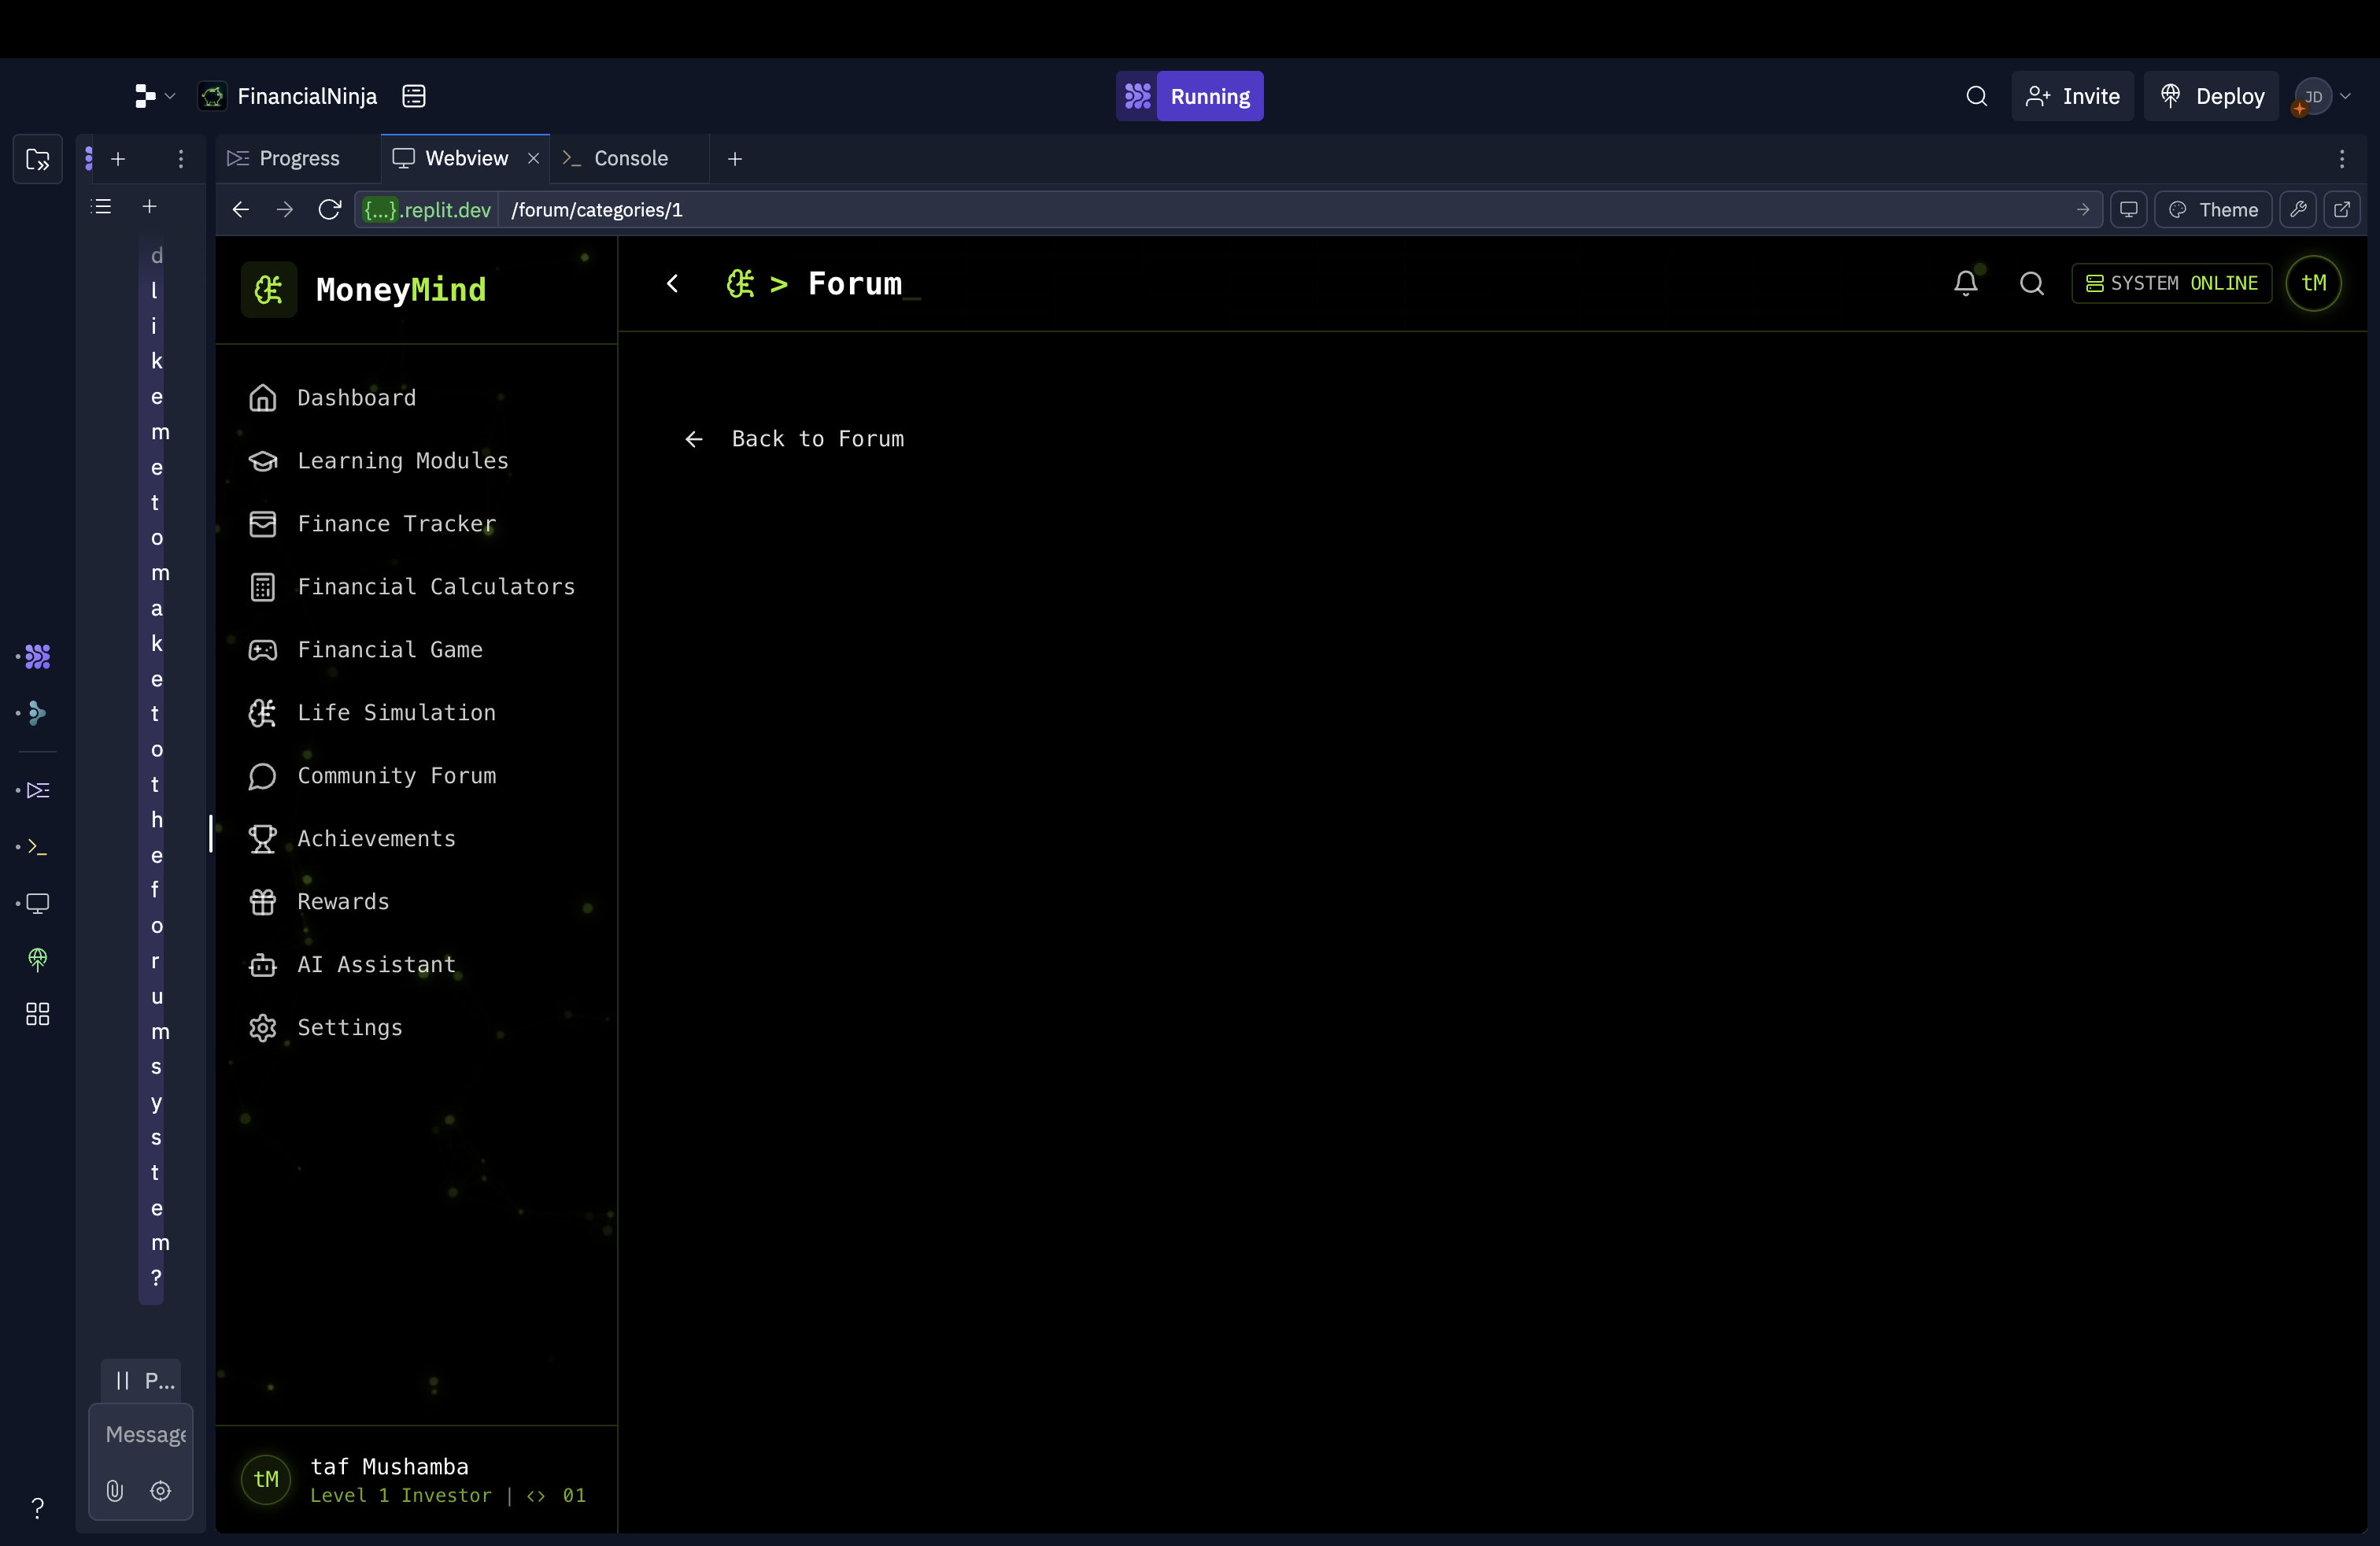 FinancialNinja
Running
Invite
Deploy
JD
Progress
Webview
Console
{...}.replit.dev
/forum/categories/1
Theme
d
l
i
k
e
m
e
t
o
m
a
k
e
t
o
t
h
e
f
o
r
u
m
s
y
s
t
e
m
?
P...
Message
?
MoneyMind
Dashboard
Learning Modules
Finance Tracker
Financial Calculators
Financial Game
Life Simulation
Community Forum
Achievements
Rewards
AI Assistant
Settings
tM
taf Mushamba
Level 1 Investor | <> 01
> Forum_
SYSTEM ONLINE
tM
Back to Forum